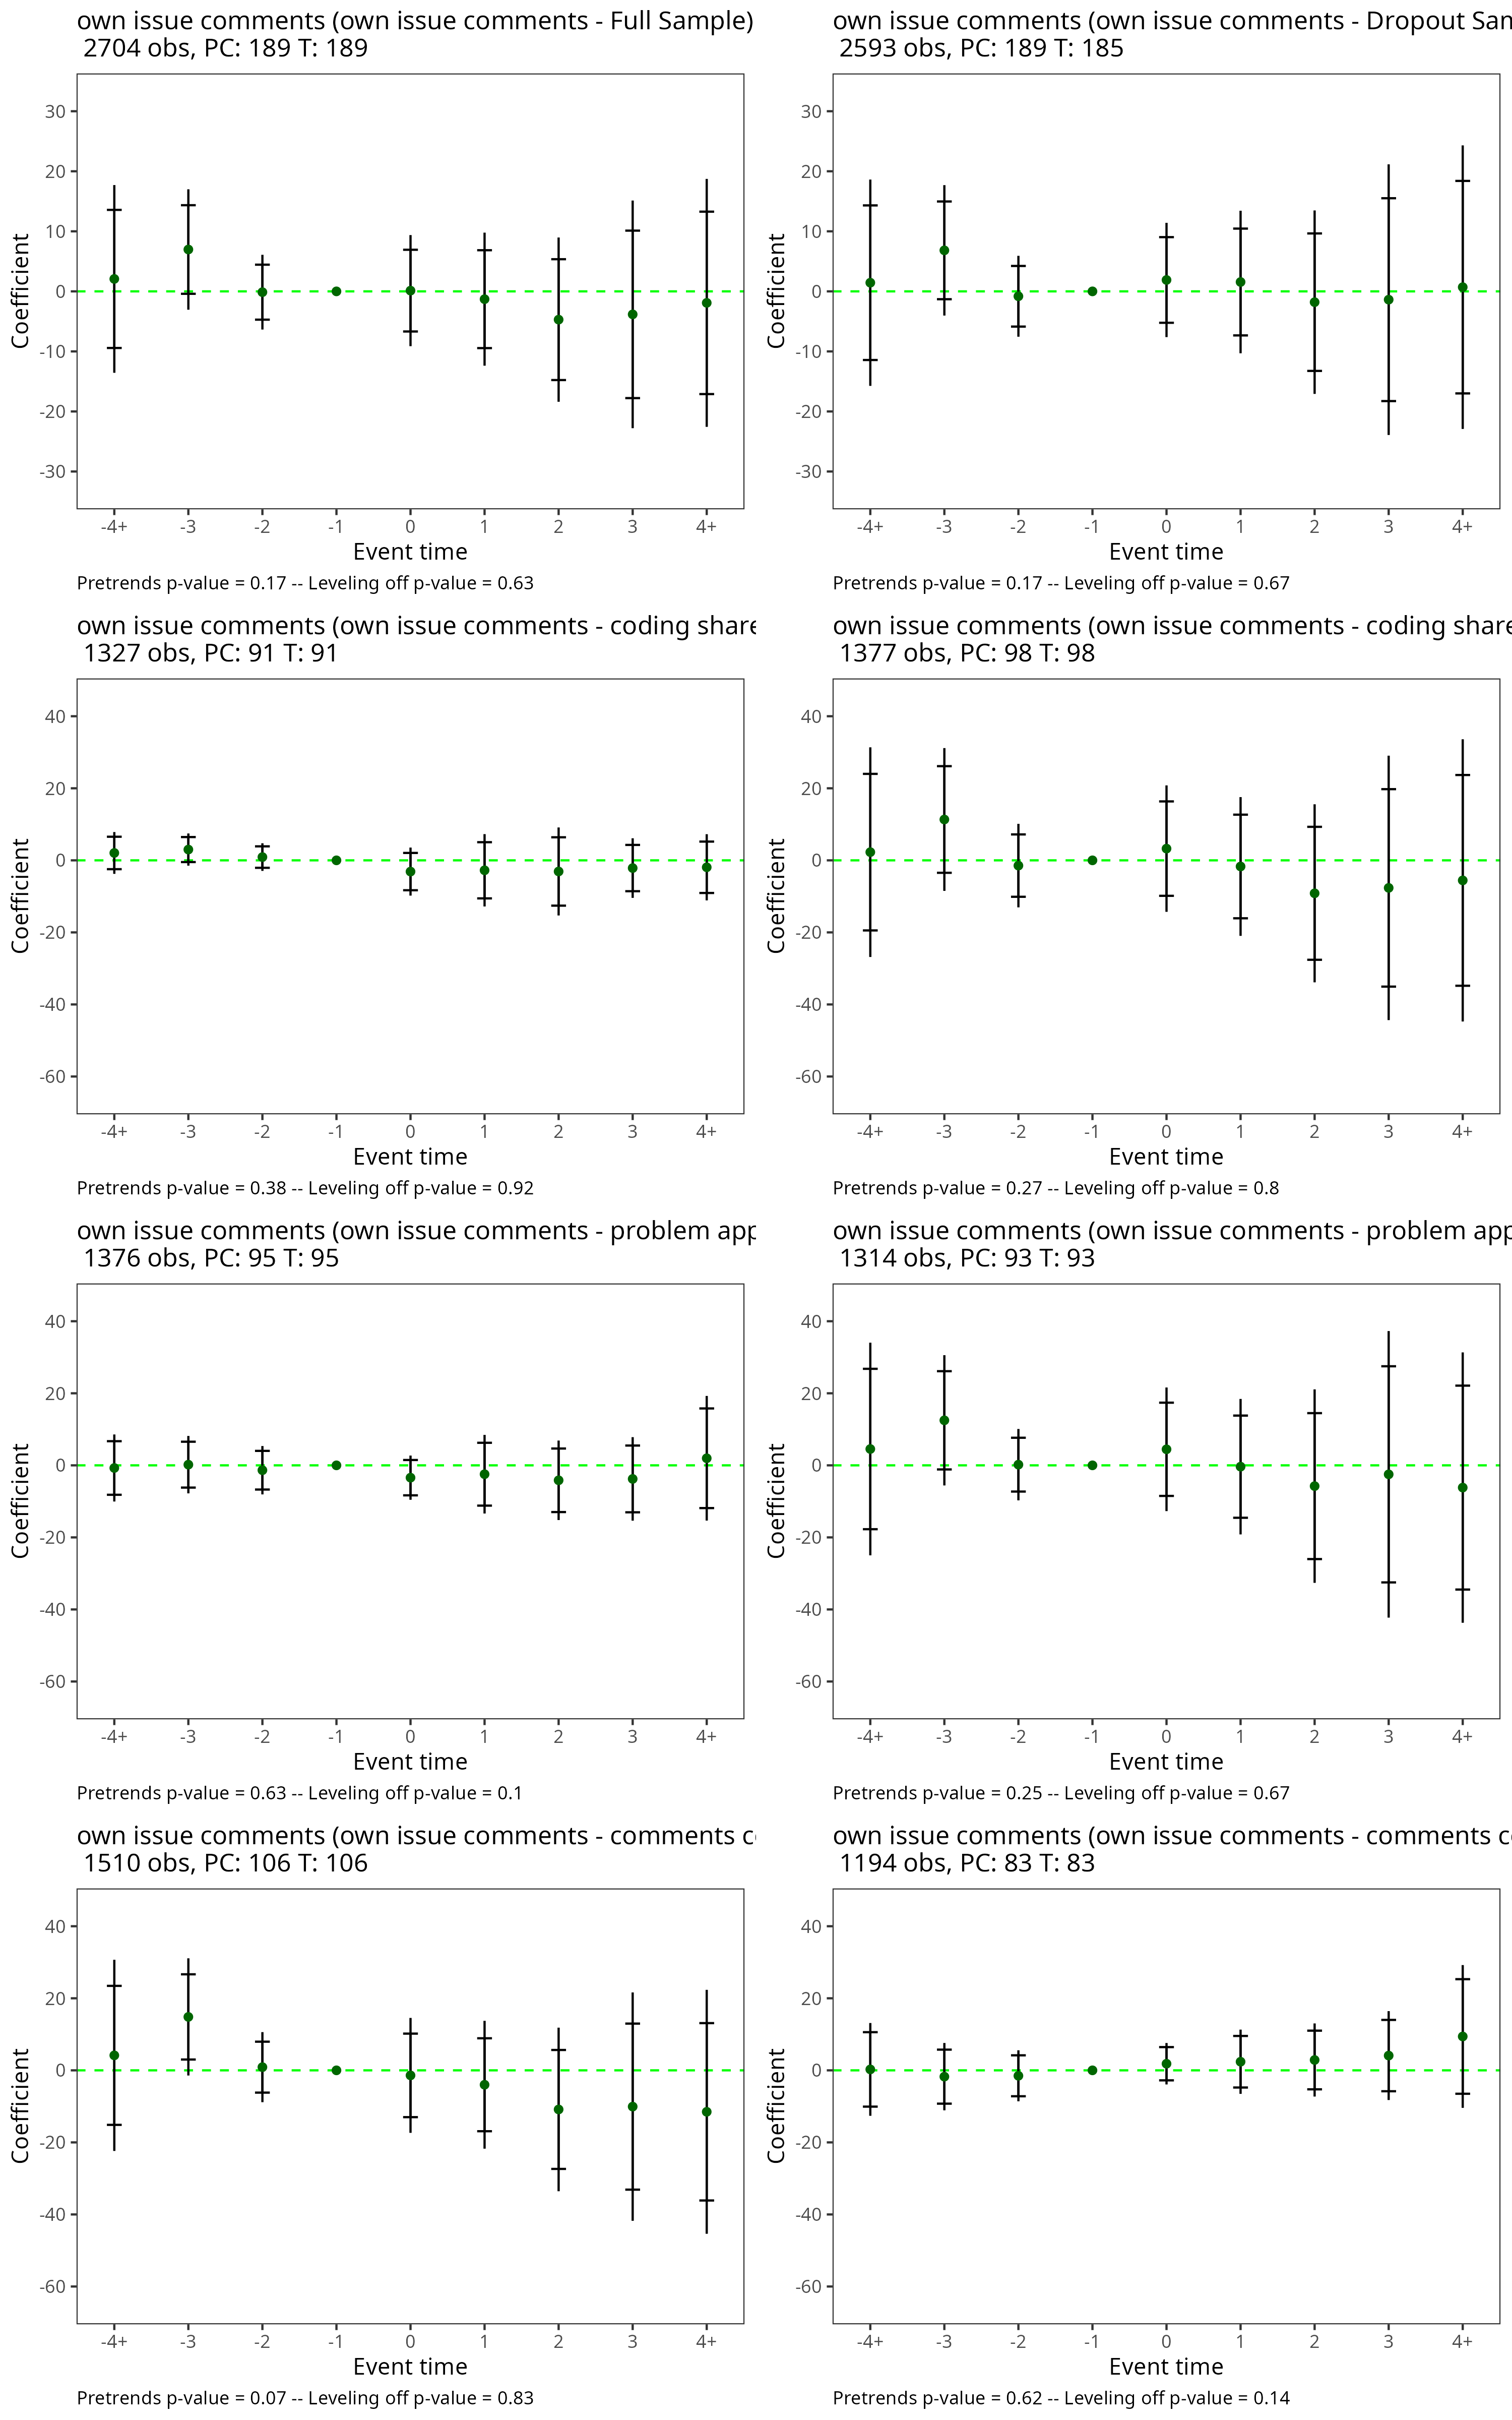 own issue comments (own issue comments - Full Sample)
2704 obs, PC: 189 T: 189
30
20
10
0
-10
-20
-30
Coefficient
-4+ -3 -2 -1 0 1 2 3 4+
Event time
Pretrends p-value = 0.17 -- Leveling off p-value = 0.63
own issue comments (own issue comments - Dropout Sam
2593 obs, PC: 189 T: 185
30
20
10
0
-10
-20
-30
Coefficient
-4+ -3 -2 -1 0 1 2 3 4+
Event time
Pretrends p-value = 0.17 -- Leveling off p-value = 0.67
own issue comments (own issue comments - coding share
1327 obs, PC: 91 T: 91
40
20
0
-20
-40
-60
Coefficient
-4+ -3 -2 -1 0 1 2 3 4+
Event time
Pretrends p-value = 0.38 -- Leveling off p-value = 0.92
own issue comments (own issue comments - coding share
1377 obs, PC: 98 T: 98
40
20
0
-20
-40
-60
Coefficient
-4+ -3 -2 -1 0 1 2 3 4+
Event time
Pretrends p-value = 0.27 -- Leveling off p-value = 0.8
own issue comments (own issue comments - problem app
1376 obs, PC: 95 T: 95
40
20
0
-20
-40
-60
Coefficient
-4+ -3 -2 -1 0 1 2 3 4+
Event time
Pretrends p-value = 0.63 -- Leveling off p-value = 0.1
own issue comments (own issue comments - problem app
1314 obs, PC: 93 T: 93
40
20
0
-20
-40
-60
Coefficient
-4+ -3 -2 -1 0 1 2 3 4+
Event time
Pretrends p-value = 0.25 -- Leveling off p-value = 0.67
own issue comments (own issue comments - comments co
1510 obs, PC: 106 T: 106
40
20
0
-20
-40
-60
Coefficient
-4+ -3 -2 -1 0 1 2 3 4+
Event time
Pretrends p-value = 0.07 -- Leveling off p-value = 0.83
own issue comments (own issue comments - comments co
1194 obs, PC: 83 T: 83
40
20
0
-20
-40
-60
Coefficient
-4+ -3 -2 -1 0 1 2 3 4+
Event time
Pretrends p-value = 0.62 -- Leveling off p-value = 0.14